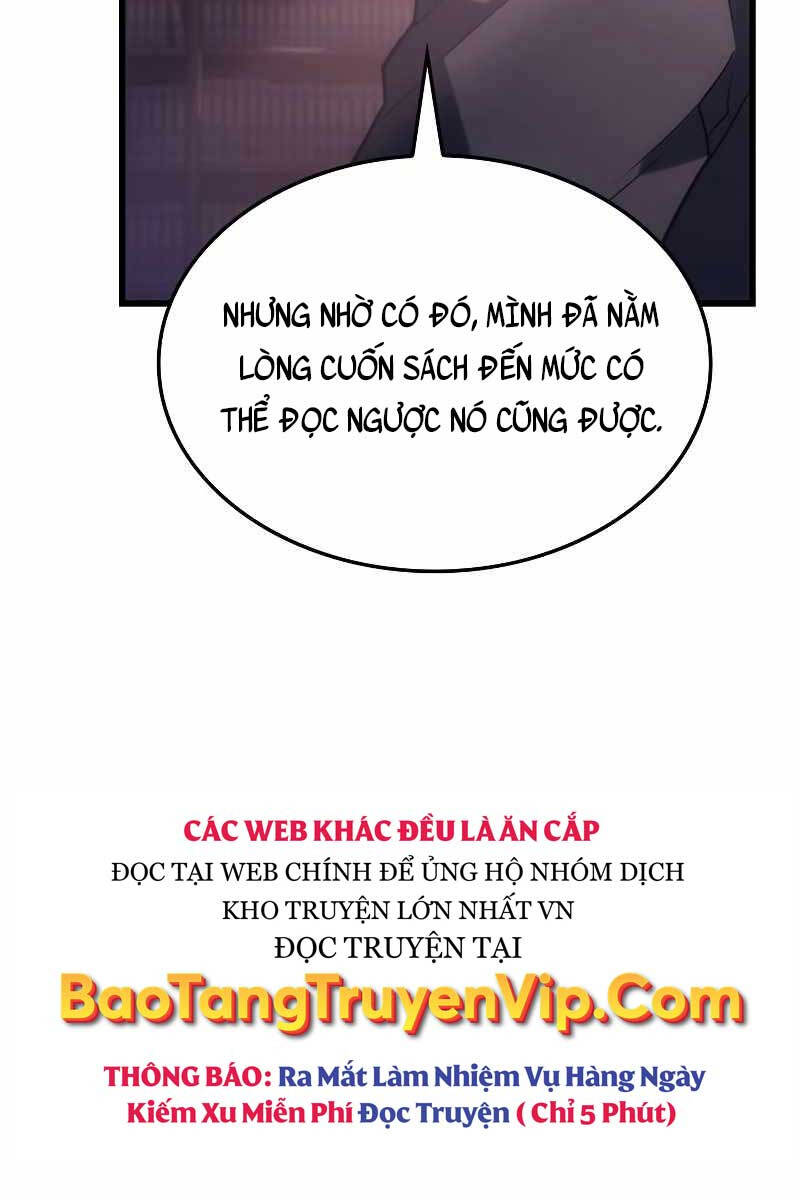 NHƯNG NHỜ CÓ ĐÓ, MÌNH ĐÃ NẰM
LÒNG CUỐN SÁCH ĐẾN MỨC CÓ
THỂ ĐỌC NGƯỢC NÓ CŨNG ĐƯỢC.
CÁC WEB KHÁC ĐỀU LÀ ĂN CẮP
ĐỌC TẠI WEB CHÍNH ĐỂ ỦNG HỘ NHÓM DỊCH
KHO TRUYỆN LỚN NHẤT VN
ĐỌC TRUYỆN TẠI
BaoTangTruyenVip.Com
THÔNG BÁO: Ra Mắt Làm Nhiệm Vụ Hàng Ngày
Kiếm Xu Miễn Phí Đọc Truyện ( Chỉ 5 Phút)